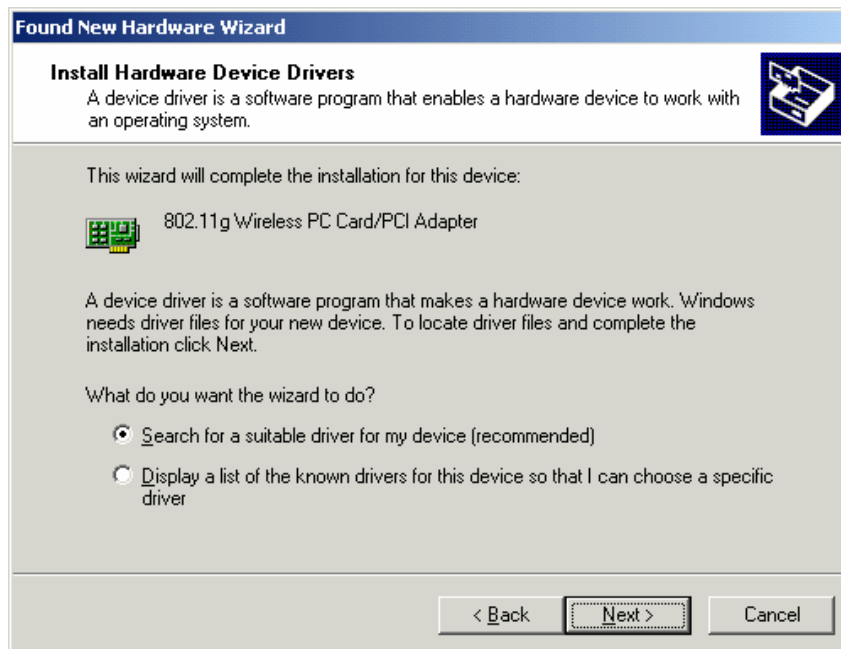 Found New Hardware Wizard
Install Hardware Device Drivers
A device driver is a software program that enables a hardware device to work with
an operating system.
This wizard will complete the installation for this device:
802.11g Wireless PC Card/PCI Adapter
A device driver is a software program that makes a hardware device work. Windows
needs driver files for your new device. To locate driver files and complete the
installation click Next.
What do you want the wizard to do?
Search for a suitable driver for my device (recommended)
Display a list of the known drivers for this device so that I can choose a specific
driver
< Back Next > Cancel